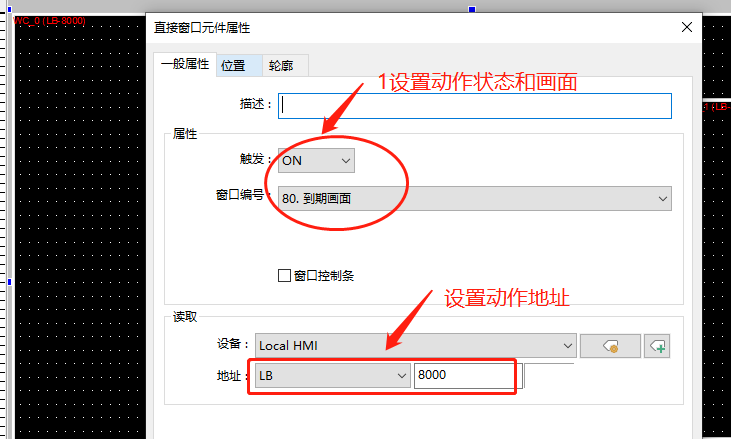 WC_0 (LB-8000)
直接窗口元件属性
一般属性 位置 轮廓
1设置动作状态和画面
描述：
属性
触发： ON
窗口编号： 80. 到期画面
窗口控制条
设置动作地址
读取
设备： Local HMI
地址： LB 8000